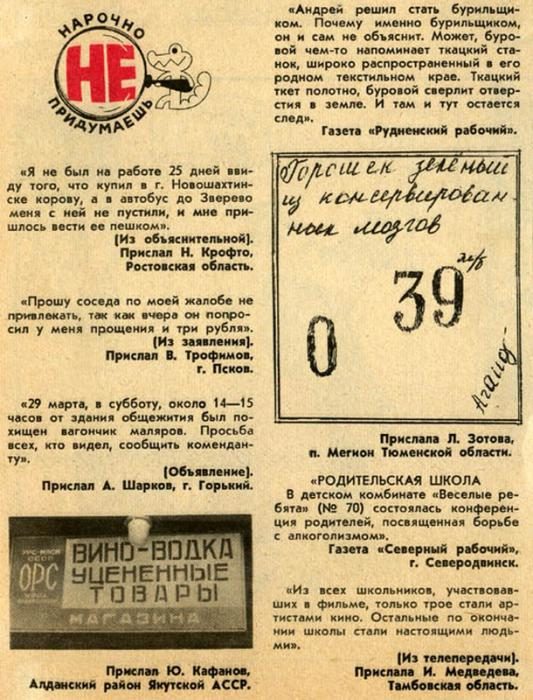 НАРОЧНО
НЕ
ПРИДУМАЕШЬ
«Я не был на работе 25 дней вви-
ду того, что купил в г. Новошахтин-
ске корову, а в автобус до Зверево
меня с ней не пустили, и мне при-
шлось вести ее пешком».
(Из объяснительной).
Прислал Н. Крофто,
Ростовская область.
«Прошу соседа по моей жалобе не
привлекать, так как вчера он попро-
сил у меня прощения и три рубля».
(Из заявления).
Прислал В. Трофимов,
г. Псков.
«29 марта, в субботу, около 14—15
часов от здания общежития был по-
хищен вагончик маляров. Просьба
всех, кто видел, сообщить комендан-
ту».
(Объявление).
Прислал А. Шарков, г. Горький.
ОРС
ВИНО-ВОДКА
УЦЕНЕННЫЕ
ТОВАРЫ
МАГАЗИНА
Прислал Ю. Кафанов,
Алданский район Якутской АССР.
«Андрей решил стать бурильщи-
ком. Почему именно бурильщиком,
он и сам не объяснит. Может, буро-
вой чем-то напоминает ткацкий ста-
нок, широко распространенный в его
родном текстильном крае. Ткацкий
ткет полотно, буровой сверлит отвер-
стия в земле. И там и тут остается
след».
Газета «Рудненский рабочий».
Горошек зелёный
из консервирован
ных мозгов
0 39
Прислала Л. Зотова,
п. Мегион Тюменской области.
«РОДИТЕЛЬСКАЯ ШКОЛА
В детском комбинате «Веселые ре-
бята» (№ 70) состоялась конферен-
ция родителей, посвященная борьбе
с алкоголизмом».
Газета «Северный рабочий»,
г. Северодвинск.
«Из всех школьников, участвовав-
ших в фильме, только трое стали ар-
тистами кино. Остальные по оконча-
нии школы стали настоящими людь-
ми».
(Из телепередачи).
Прислала И. Медведева,
Тамбовская область.